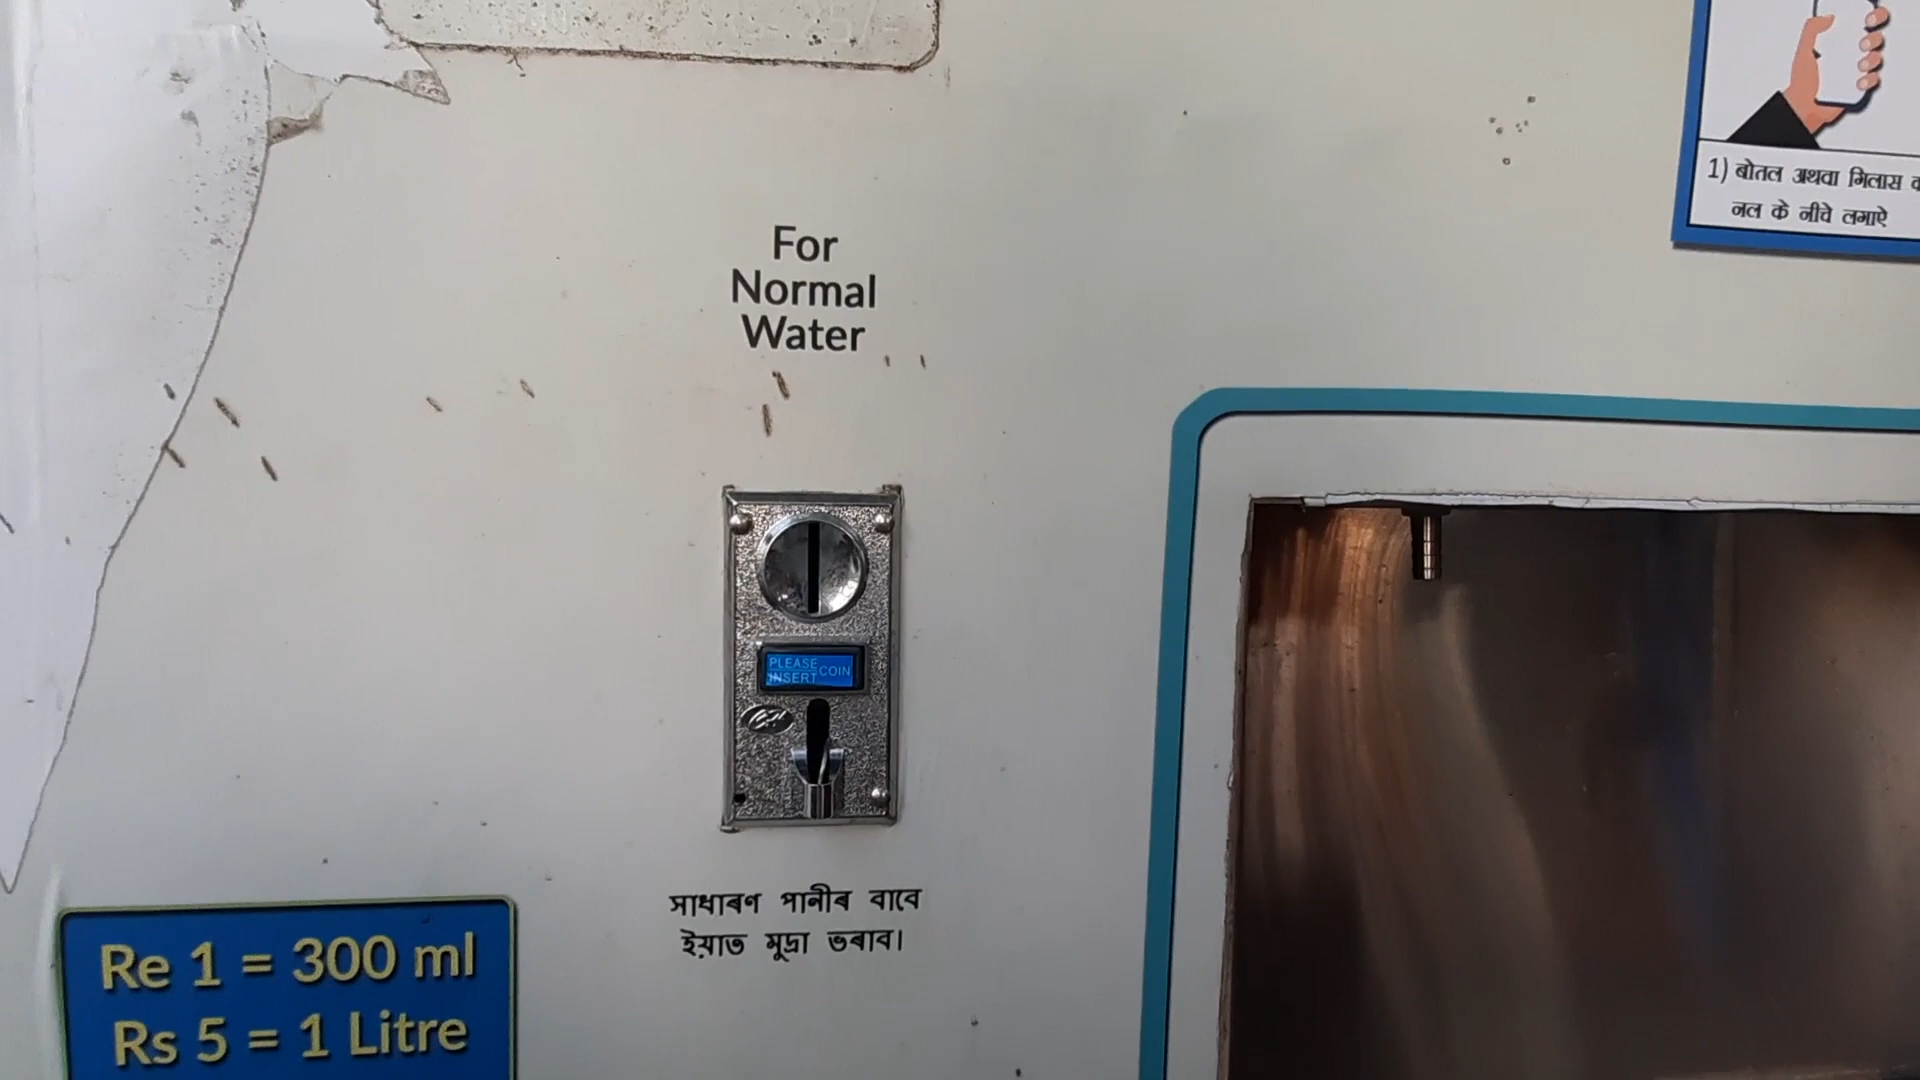 For
Normal
Water
1) बोतल अथवा गिलास
नल के नीचे लगाऐ
PLEASE
INSERT COIN
সাধাৰণ পানীৰ বাবে
ইয়াত মুদ্ৰা ভৰাব।
Re 1 = 300 ml
Rs 5 = 1 Litre